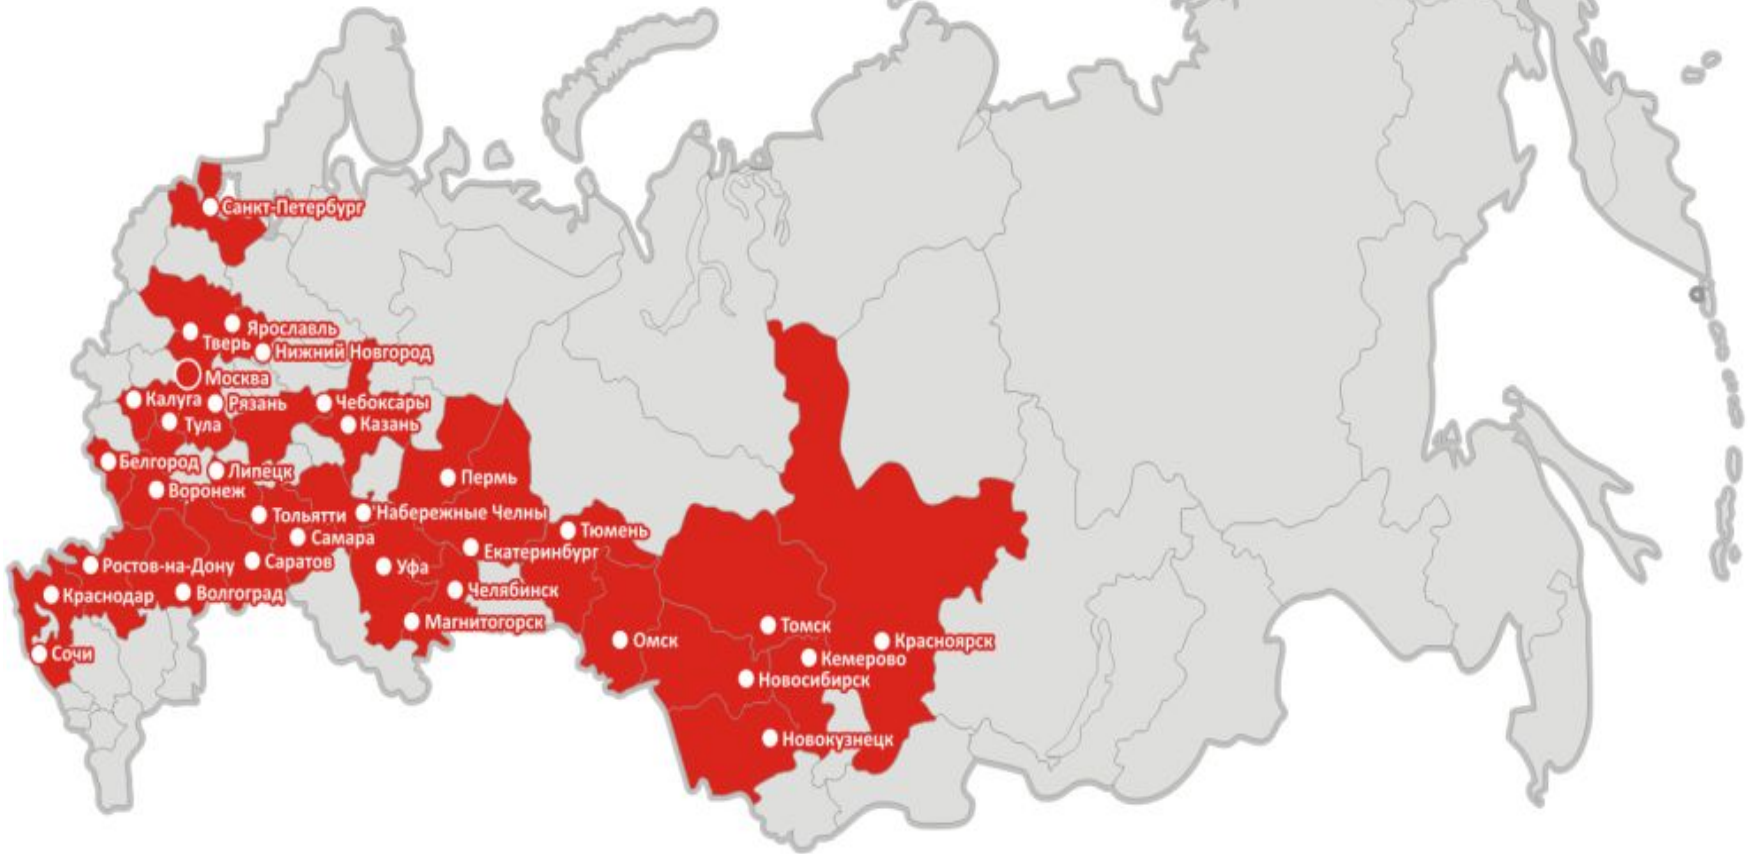 Санкт-Петербург
Ярославль
Тверь
Нижний Новгород
Москва
Калуга
Рязань
Чебоксары
Тула
Казань
Белгород
Липецк
Пермь
Воронеж
Тольятти
Набережные Челны
Тюмень
Самара
Екатеринбург
Ростов-на-Дону
Саратов
Уфа
Челябинск
Краснодар
Волгоград
Магнитогорск
Томск
Омск
Красноярск
Сочи
Кемерово
Новосибирск
Новокузнецк